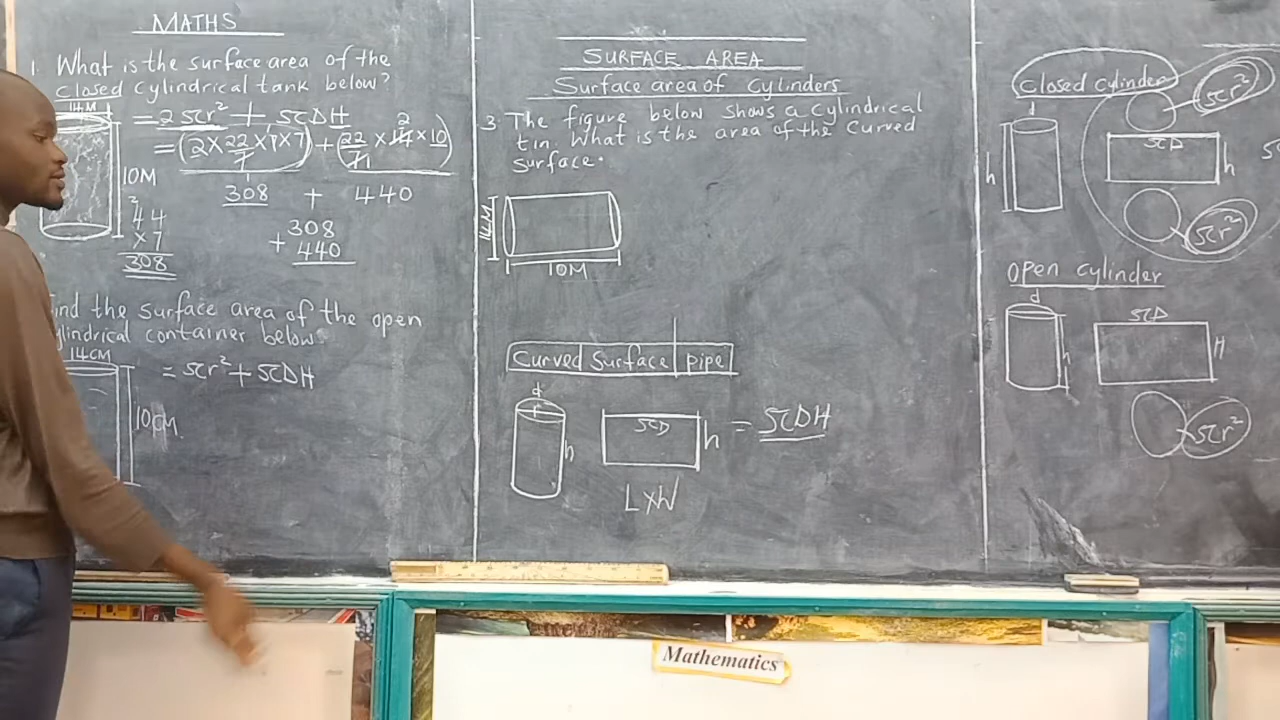 MATHS
1. What is the surface area of the
closed cylindrical tank below?
14M
= 2πr² + πDH
= (2 × 22/7 × 7 × 7) + (22/7 × 14 × 10)
2
1
10M
308 + 440
2
44
×7
308
308
+ 440
ind the surface area of the open
ylindrical container below.
14CM
= πr² + πDH
10CM.
SURFACE AREA
Surface area of Cylinders
3 The figure below shows a cylindrical
tin. What is the area of the curved
surface.
14M
10M
Curved Surface pipe
d
r
h
πD
h
= πDH
L×W
Closed cylinder
πr²
d
h
πD
h
πr²
Open cylinder
d
h
πD
H
πr²
Mathematics